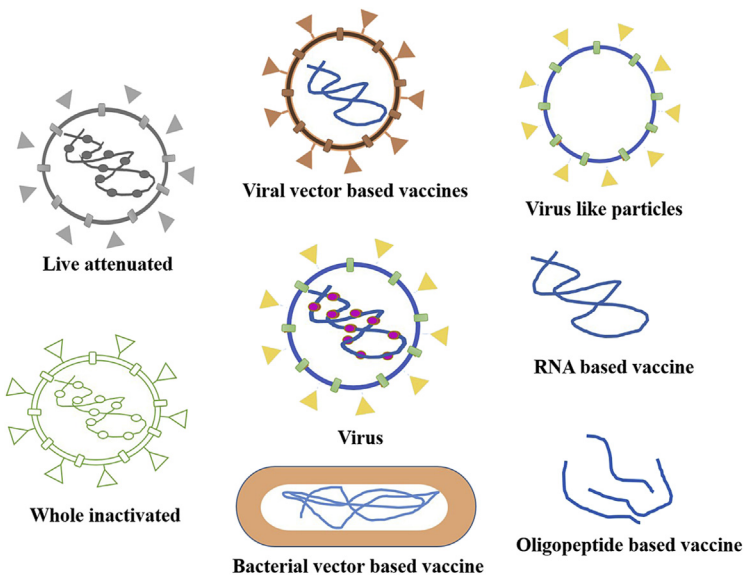 Viral vector based vaccines
Virus like particles
Live attenuated
RNA based vaccine
Virus
Whole inactivated
Oligopeptide based vaccine
Bacterial vector based vaccine